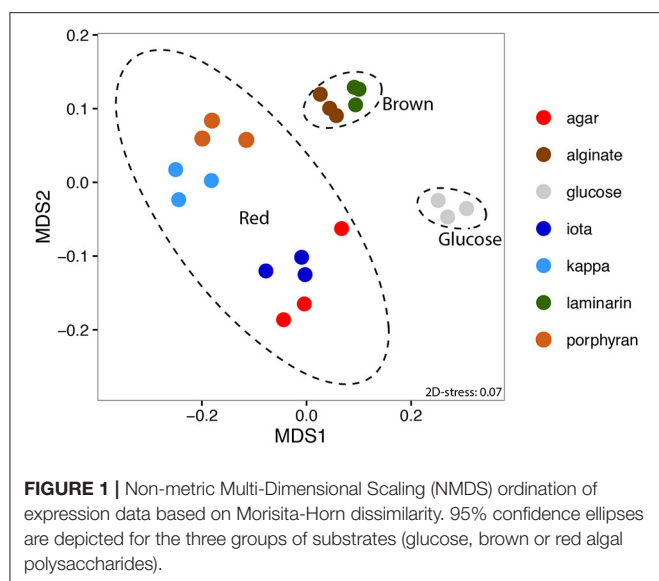 0.2
0.1
0.0
−0.1
−0.2
MDS2
Brown
Red
Glucose
2D-stress: 0.07
−0.2
0.0
0.2
MDS1
agar
alginate
glucose
iota
kappa
laminarin
porphyran
FIGURE 1 | Non-metric Multi-Dimensional Scaling (NMDS) ordination of
expression data based on Morisita-Horn dissimilarity. 95% confidence ellipses
are depicted for the three groups of substrates (glucose, brown or red algal
polysaccharides).